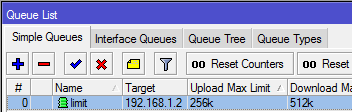 Queue List
Simple Queues Interface Queues Queue Tree Queue Types
00 Reset Counters 00 Reset
# Name Target Upload Max Limit Download Max
0 limit 192.168.1.2 256k 512k